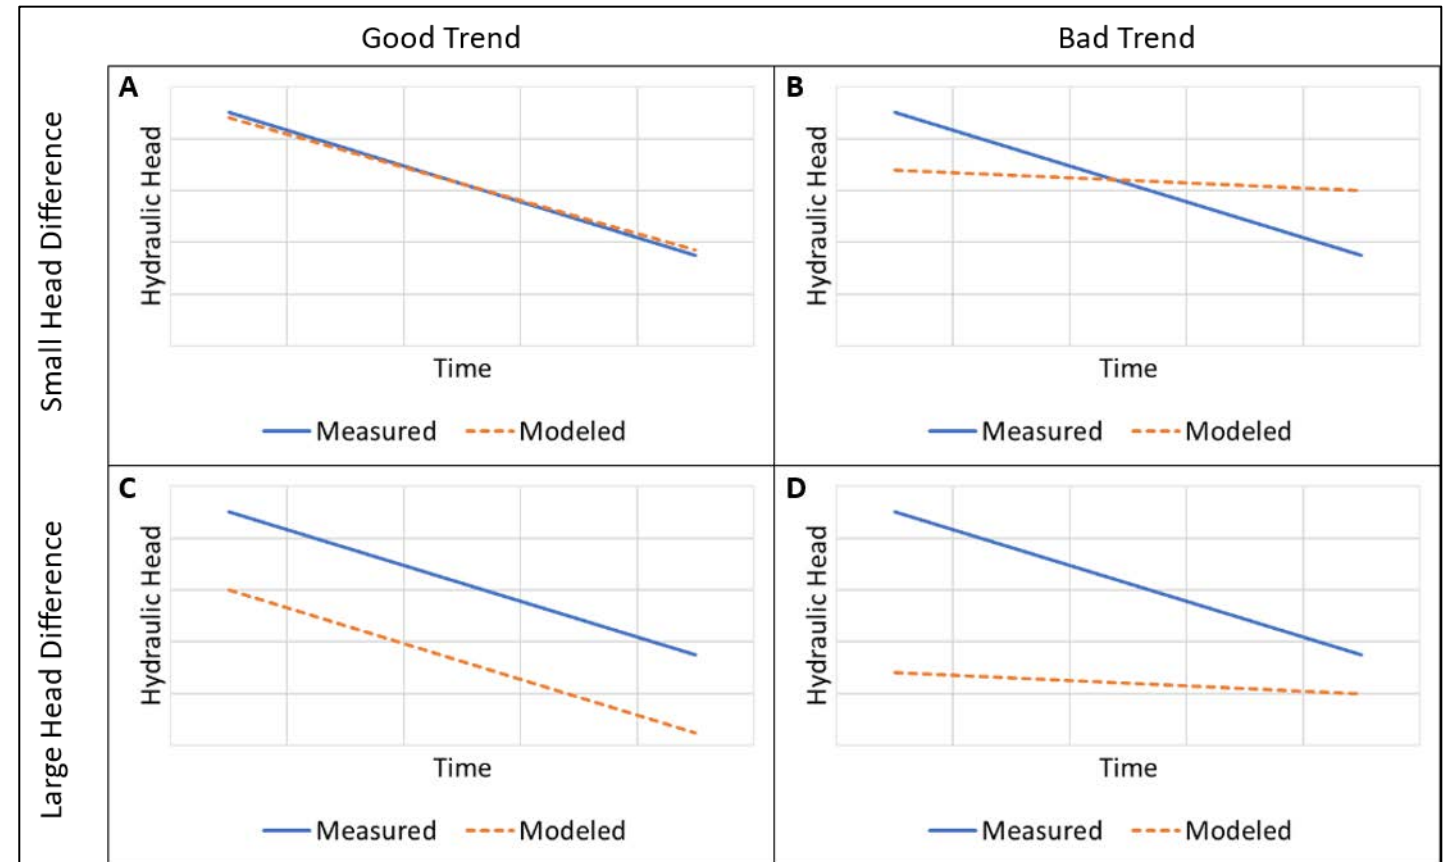 Good Trend
Bad Trend
Small Head Difference
A
Hydraulic Head
Time
Measured
Modeled
B
Hydraulic Head
Time
Measured
Modeled
Large Head Difference
C
Hydraulic Head
Time
Measured
Modeled
D
Hydraulic Head
Time
Measured
Modeled